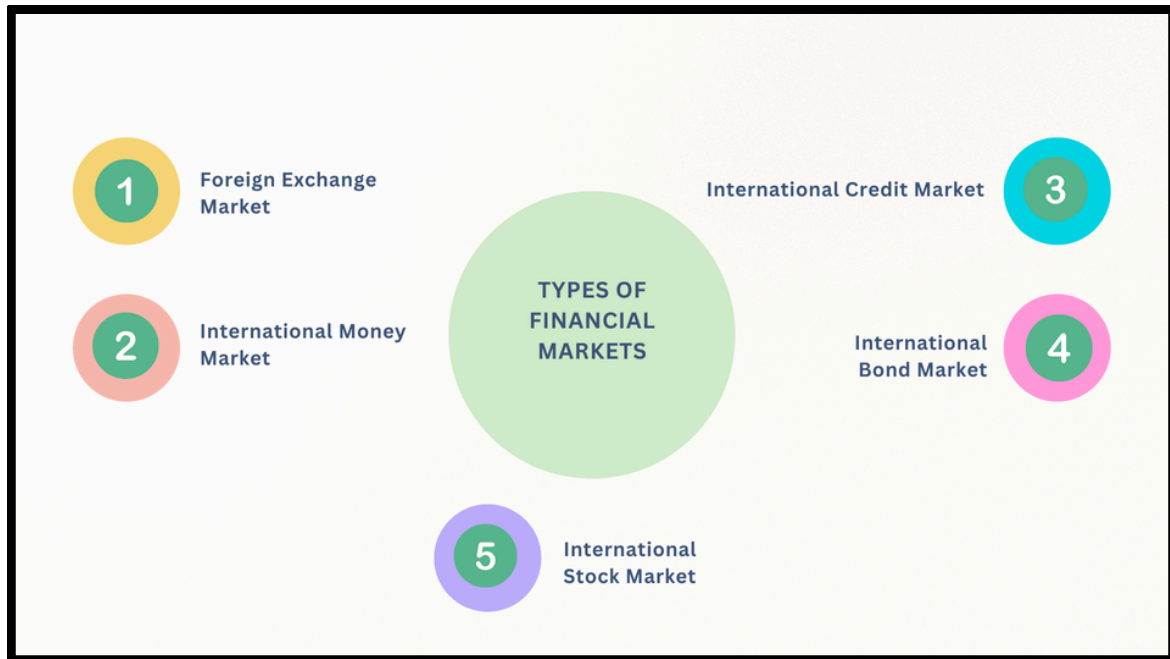 TYPES OF
FINANCIAL
MARKETS
1
Foreign Exchange
Market
2
International Money
Market
3
International Credit Market
4
International
Bond Market
5
International
Stock Market